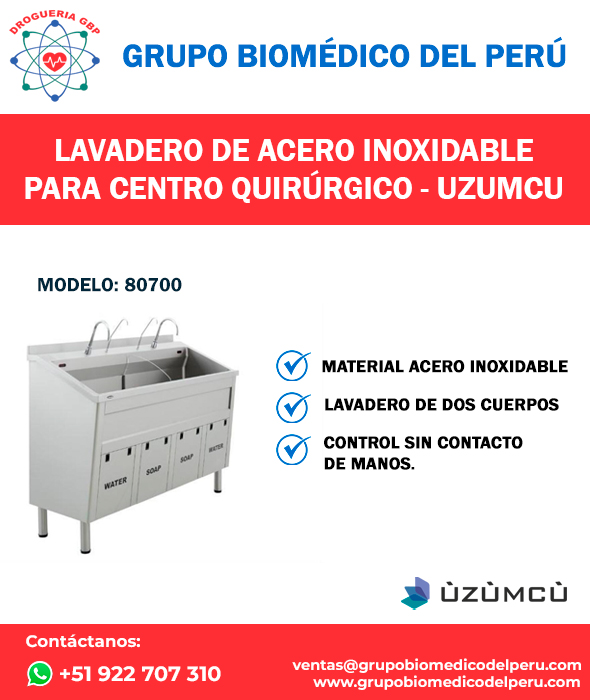 DROGUERIA GBP
GRUPO BIOMÉDICO DEL PERÚ
LAVADERO DE ACERO INOXIDABLE
PARA CENTRO QUIRÚRGICO - UZUMCU
MODELO: 80700
MATERIAL ACERO INOXIDABLE
LAVADERO DE DOS CUERPOS
CONTROL SIN CONTACTO
DE MANOS.
WATER
SOAP
SOAP
WATER
ÙZÙMCÙ
Contáctanos:
+51 922 707 310
ventas@grupobiomedicodelperu.com
www.grupobiomedicodelperu.com